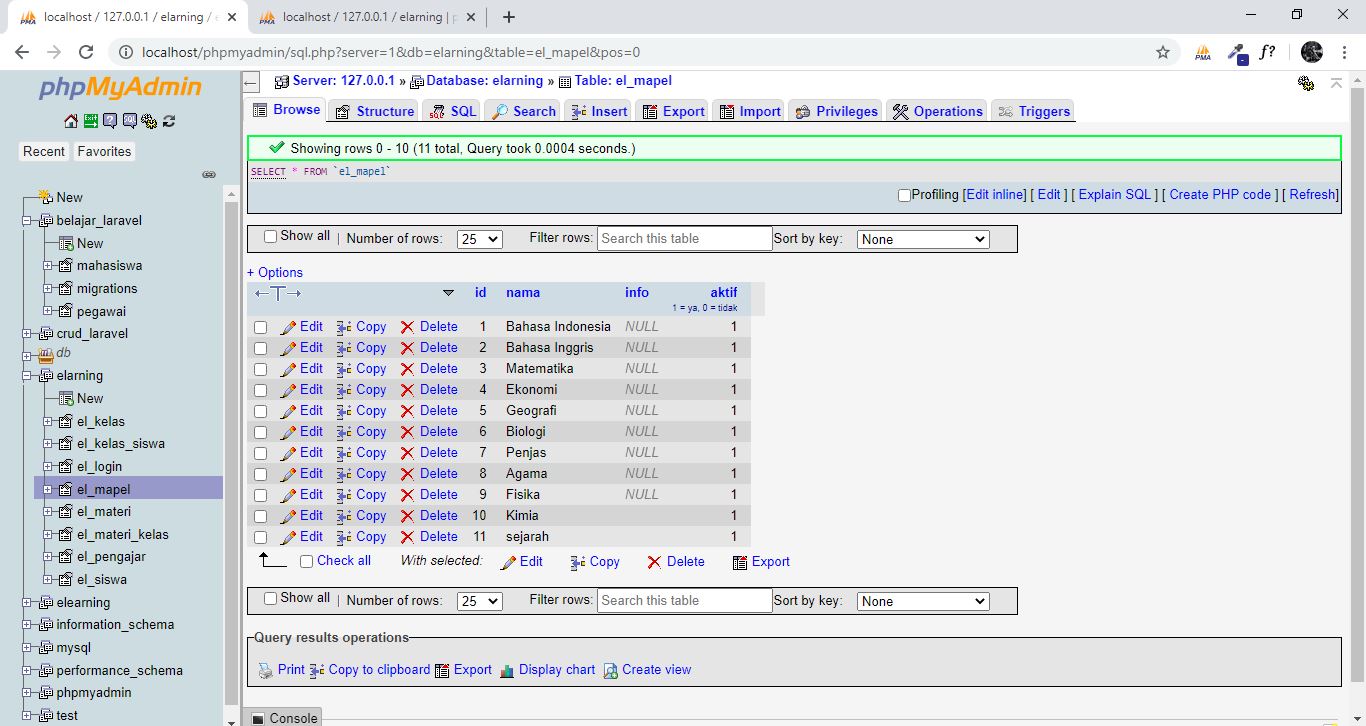 localhost / 127.0.0.1 / elarning / e
localhost / 127.0.0.1 / elarning | p
localhost/phpmyadmin/sql.php?server=1&db=elarning&table=el_mapel&pos=0
PMA
f?
phpMyAdmin
Recent Favorites
New
belajar_laravel
New
mahasiswa
migrations
pegawai
crud_laravel
db
elarning
New
el_kelas
el_kelas_siswa
el_login
el_mapel
el_materi
el_materi_kelas
el_pengajar
el_siswa
elearning
information_schema
mysql
performance_schema
phpmyadmin
test
Server: 127.0.0.1 » Database: elarning » Table: el_mapel
Browse Structure SQL Search Insert Export Import Privileges Operations Triggers
Showing rows 0 - 10 (11 total, Query took 0.0004 seconds.)
SELECT * FROM `el_mapel`
Profiling [Edit inline] [ Edit ] [ Explain SQL ] [ Create PHP code ] [ Refresh]
Show all | Number of rows: 25 Filter rows: Search this table Sort by key: None
+ Options
←T→ id nama info aktif
1 = ya, 0 = tidak
Edit Copy Delete 1 Bahasa Indonesia NULL 1
Edit Copy Delete 2 Bahasa Inggris NULL 1
Edit Copy Delete 3 Matematika NULL 1
Edit Copy Delete 4 Ekonomi NULL 1
Edit Copy Delete 5 Geografi NULL 1
Edit Copy Delete 6 Biologi NULL 1
Edit Copy Delete 7 Penjas NULL 1
Edit Copy Delete 8 Agama NULL 1
Edit Copy Delete 9 Fisika NULL 1
Edit Copy Delete 10 Kimia 1
Edit Copy Delete 11 sejarah 1
Check all With selected: Edit Copy Delete Export
Show all | Number of rows: 25 Filter rows: Search this table Sort by key: None
Query results operations
Print Copy to clipboard Export Display chart Create view
Console